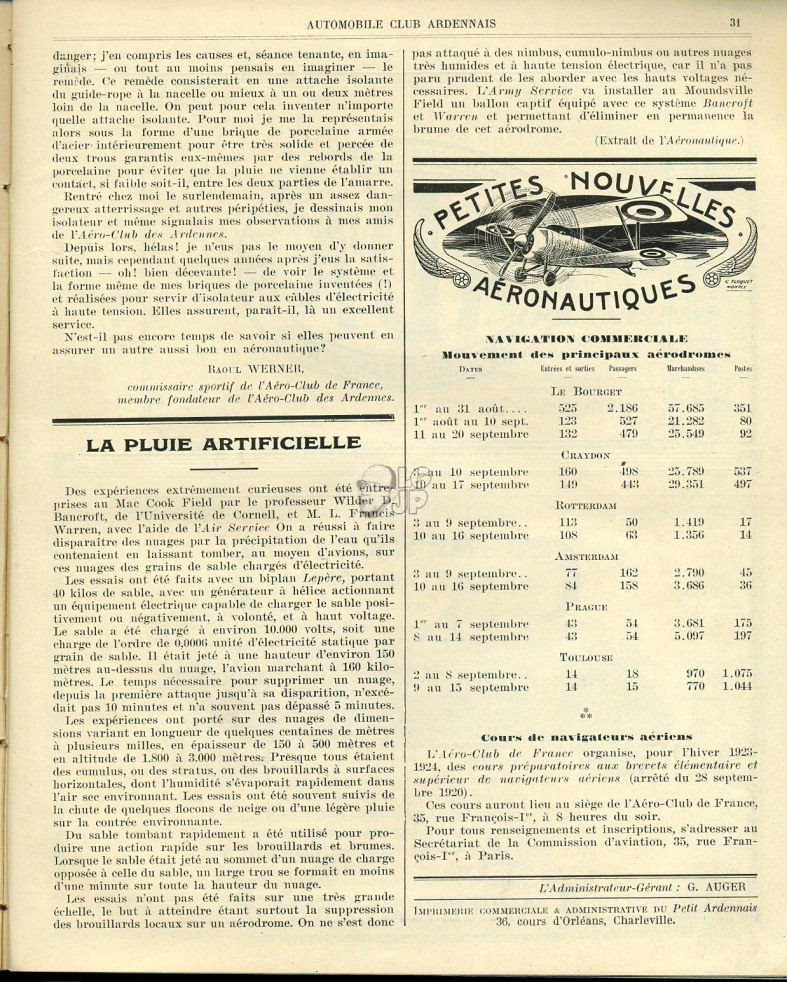 AUTOMOBILE CLUB ARDENNAIS
31
danger; j'en compris les causes et, séance tenante, en ima-
ginais — ou tout au moins pensais en imaginer — le
remède. Ce remède consisterait en une attache isolante
du guide-rope à la nacelle ou mieux à un ou deux mètres
loin de la nacelle. On peut pour cela inventer n'importe
quelle attache isolante. Pour moi je me la représentais
alors sous la forme d'une brique de porcelaine armée
d'acier intérieurement pour être très solide et percée de
deux trous garantis eux-mêmes par des rebords de la
porcelaine pour éviter que la pluie ne vienne établir un
contact, si faible soit-il, entre les deux parties de l'amarre.
Rentré chez moi le surlendemain, après un assez dan-
gereux atterrissage et autres péripéties, je dessinais mon
isolateur et même signalais mes observations à mes amis
de l'Aéro-Club des Ardennes.
Depuis lors, hélas! je n'eus pas le moyen d'y donner
suite, mais cependant quelques années après j'eus la satis-
faction — oh! bien décevante! — de voir le système et
la forme même de mes briques de porcelaine inventées (!)
et réalisées pour servir d'isolateur aux câbles d'électricité
à haute tension. Elles assurent, paraît-il, là un excellent
service.
N'est-il pas encore temps de savoir si elles peuvent en
assurer un autre aussi bon en aéronautique?
RAOUL WERNER,
commissaire sportif de l'Aéro-Club de France,
membre fondateur de l'Aéro-Club des Ardennes.
LA PLUIE ARTIFICIELLE
Des expériences extrêmement curieuses ont été entre-
prises au Mac Cook Field par le professeur Wilder D.
Bancroft, de l'Université de Cornell, et M. L. Francis
Warren, avec l'aide de l'Air Service On a réussi à faire
disparaître des nuages par la précipitation de l'eau qu'ils
contenaient en laissant tomber, au moyen d'avions, sur
ces nuages des grains de sable chargés d'électricité.
Les essais ont été faits avec un biplan Lepère, portant
40 kilos de sable, avec un générateur à hélice actionnant
un équipement électrique capable de charger le sable posi-
tivement ou négativement, à volonté, et à haut voltage.
Le sable a été chargé à environ 10.000 volts, soit une
charge de l'ordre de 0,0006 unité d'électricité statique par
grain de sable. Il était jeté à une hauteur d'environ 150
mètres au-dessus du nuage, l'avion marchant à 160 kilo-
mètres. Le temps nécessaire pour supprimer un nuage,
depuis la première attaque jusqu'à sa disparition, n'excé-
dait pas 10 minutes et n'a souvent pas dépassé 5 minutes.
Les expériences ont porté sur des nuages de dimen-
sions variant en longueur de quelques centaines de mètres
à plusieurs milles, en épaisseur de 150 à 500 mètres et
en altitude de 1.800 à 3.000 mètres. Presque tous étaient
des cumulus, ou des stratus, ou des brouillards à surfaces
horizontales, dont l'humidité s'évaporait rapidement dans
l'air sec environnant. Les essais ont été souvent suivis de
la chute de quelques flocons de neige ou d'une légère pluie
sur la contrée environnante.
Du sable tombant rapidement a été utilisé pour pro-
duire une action rapide sur les brouillards et brumes.
Lorsque le sable était jeté au sommet d'un nuage de charge
opposée à celle du sable, un large trou se formait en moins
d'une minute sur toute la hauteur du nuage.
Les essais n'ont pas été faits sur une très grande
échelle, le but à atteindre étant surtout la suppression
des brouillards locaux sur un aérodrome. On ne s'est donc
pas attaqué à des nimbus, cumulo-nimbus ou autres nuages
très humides et à haute tension électrique, car il n'a pas
paru prudent de les aborder avec les hauts voltages né-
cessaires. L'Army Service va installer au Moundsville
Field un ballon captif équipé avec ce système Bancroft
et Warren et permettant d'éliminer en permanence la
brume de cet aérodrome.
(Extrait de l'Aéronautique.)
PETITES NOUVELLES
AÉRONAUTIQUES
NAVIGATION COMMERCIALE
Mouvement des principaux aérodromes
DATES Entrées et sorties Passagers Marchandises Postes
LE BOURGET
1er au 31 août.... 525 2.186 57.685 351
1er août au 10 sept. 123 527 21.282 80
11 au 20 septembre 132 479 25.549 92
CRAYDON
au 10 septembre 160 498 25.789 537
10 au 17 septembre 149 443 29.351 497
ROTTERDAM
3 au 9 septembre.. 113 50 1.419 17
10 au 16 septembre 108 63 1.356 14
AMSTERDAM
3 au 9 septembre.. 77 162 2.790 45
10 au 16 septembre 84 158 3.686 36
PRAGUE
1er au 7 septembre 43 54 3.681 175
8 au 14 septembre 43 54 5.097 197
TOULOUSE
2 au 8 septembre.. 14 18 970 1.075
9 au 15 septembre 14 15 770 1.044
*
**
Cours de navigateurs aériens
L'Aéro-Club de France organise, pour l'hiver 1923-
1924, des cours préparatoires aux brevets élémentaire et
supérieur de navigateurs aériens (arrêté du 28 septem-
bre 1920).
Ces cours auront lieu au siège de l'Aéro-Club de France,
35, rue François-Ier, à 8 heures du soir.
Pour tous renseignements et inscriptions, s'adresser au
Secrétariat de la Commission d'aviation, 35, rue Fran-
çois-Ier, à Paris.
L'Administrateur-Gérant : G. AUGER
IMPRIMERIE COMMERCIALE & ADMINISTRATIVE DU Petit Ardennais
36, cours d'Orléans, Charleville.